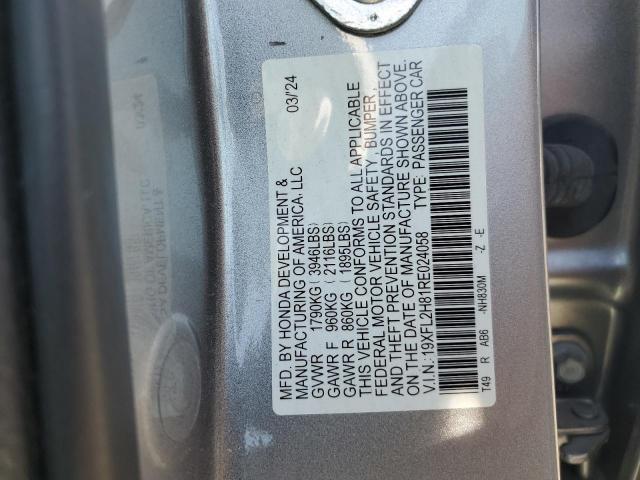 MFD. BY HONDA DEVELOPMENT &
MANUFACTURING OF AMERICA, LLC 03/'24
GVWR 1790KG (3946LBS)
GAWR F 960KG (2116LBS)
GAWR R 860KG (1895LBS)
THIS VEHICLE CONFORMS TO ALL APPLICABLE
FEDERAL MOTOR VEHICLE SAFETY, BUMPER,
AND THEFT PREVENTION STANDARDS IN EFFECT
ON THE DATE OF MANUFACTURE SHOWN ABOVE.
V.I.N.:19XFL2H81RE024058 TYPE: PASSENGER CAR
T49 R AB6 -NH830M -Z -E